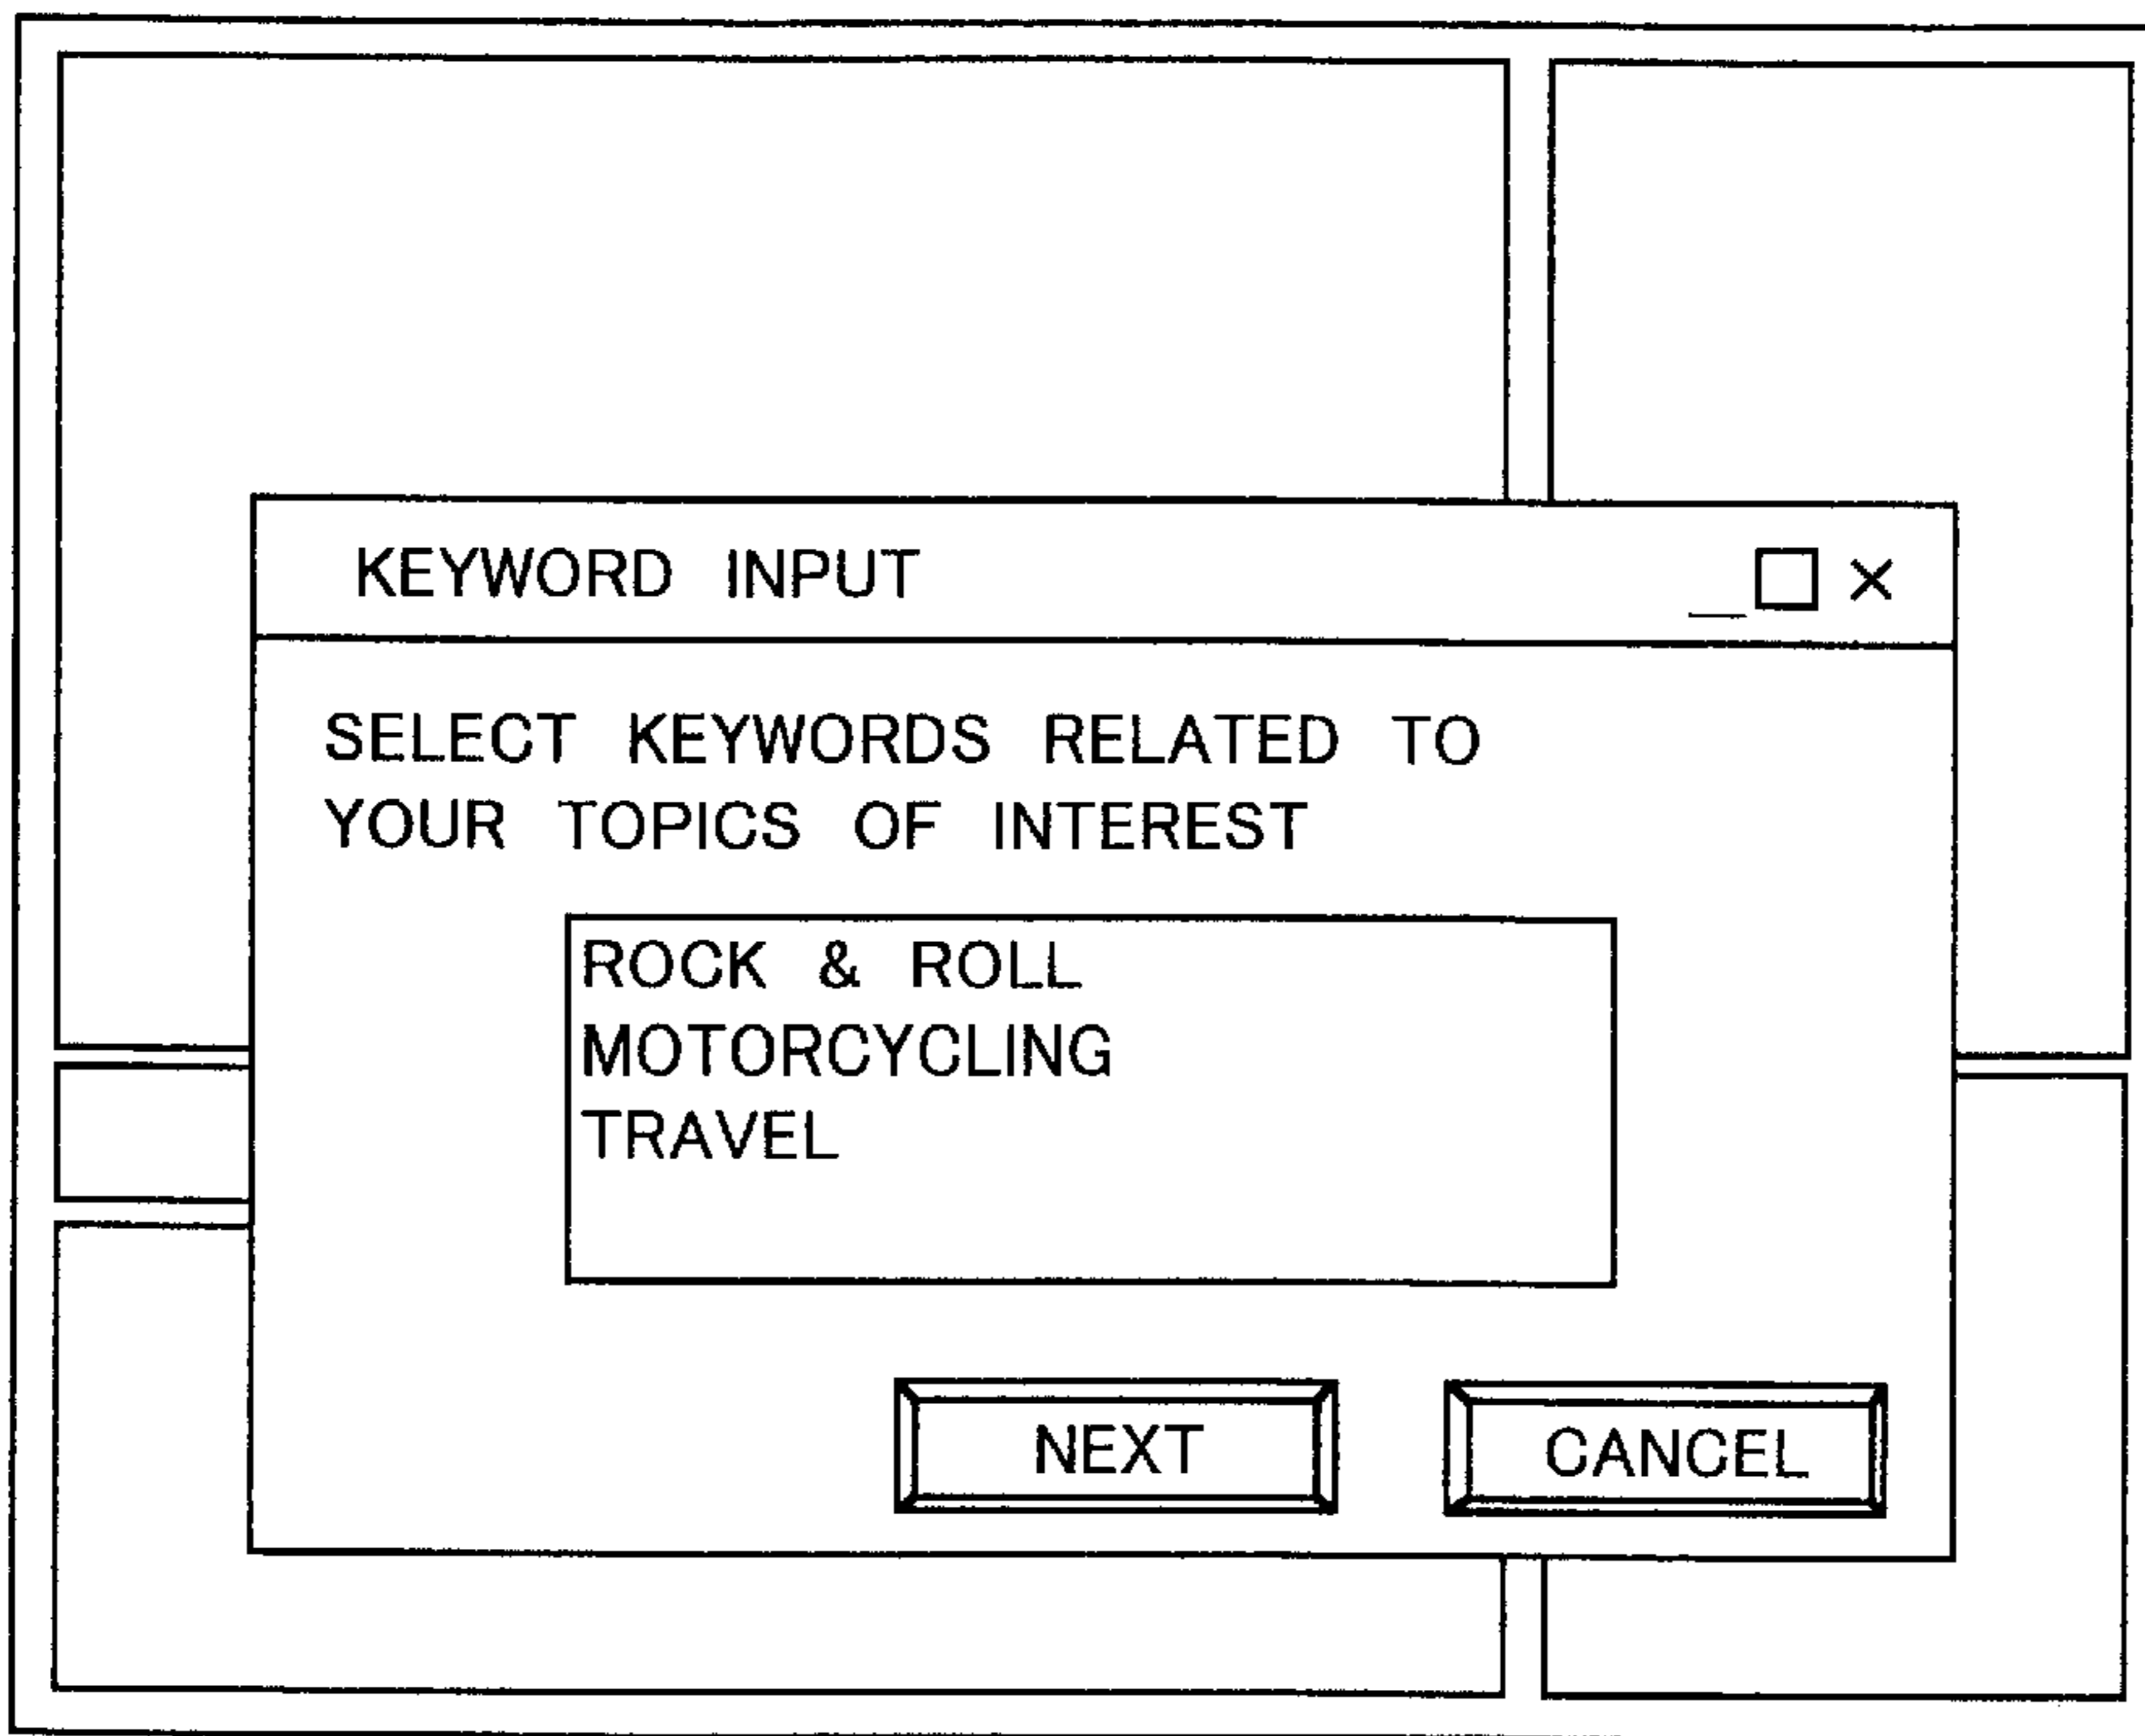 KEYWORD INPUT
SELECT KEYWORDS RELATED TO
YOUR TOPICS OF INTEREST
ROCK & ROLL
MOTORCYCLING
TRAVEL
NEXT CANCEL